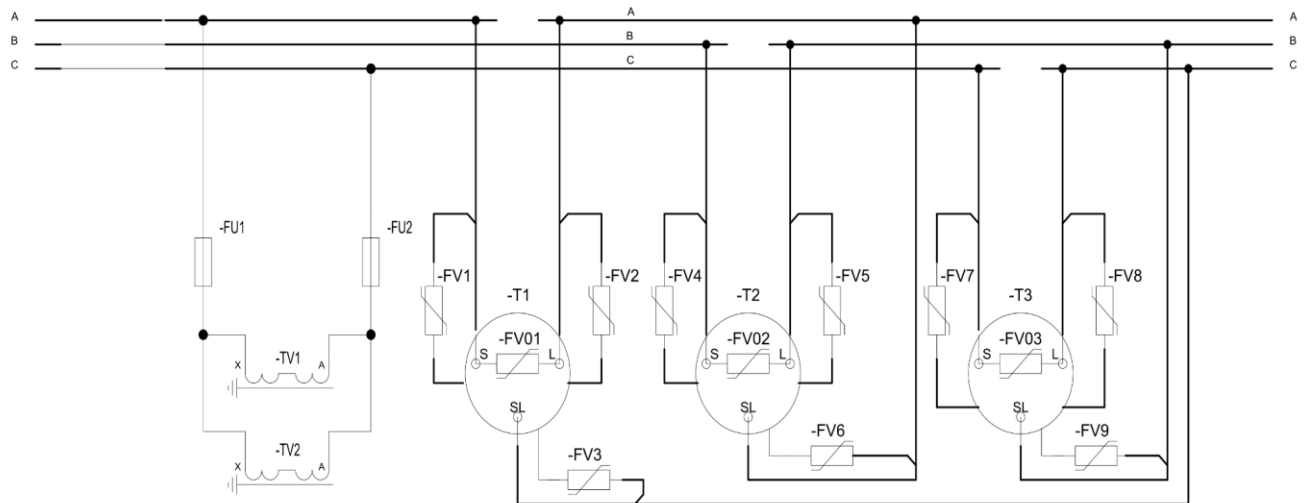 A A A
B B B
C C C
-FU1 -FU2
-FV1 -FV2 -FV4 -FV5 -FV7 -FV8
-T1 -T2 -T3
-FV01 -FV02 -FV03
S L S L S L
-TV1
X A
SL SL SL
-TV2
X A
-FV3 -FV6 -FV9